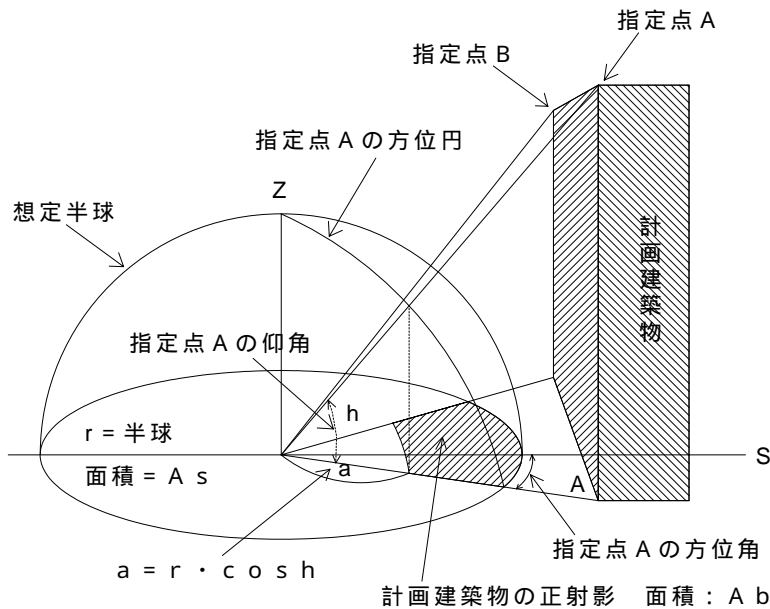 指定点A
指定点B
指定点Aの方位円
Z
想定半球
計画建築物
指定点Aの仰角
h
r=半球
a
S
面積=As
A
指定点Aの方位角
a=r・cosh
計画建築物の正射影　面積:Ab